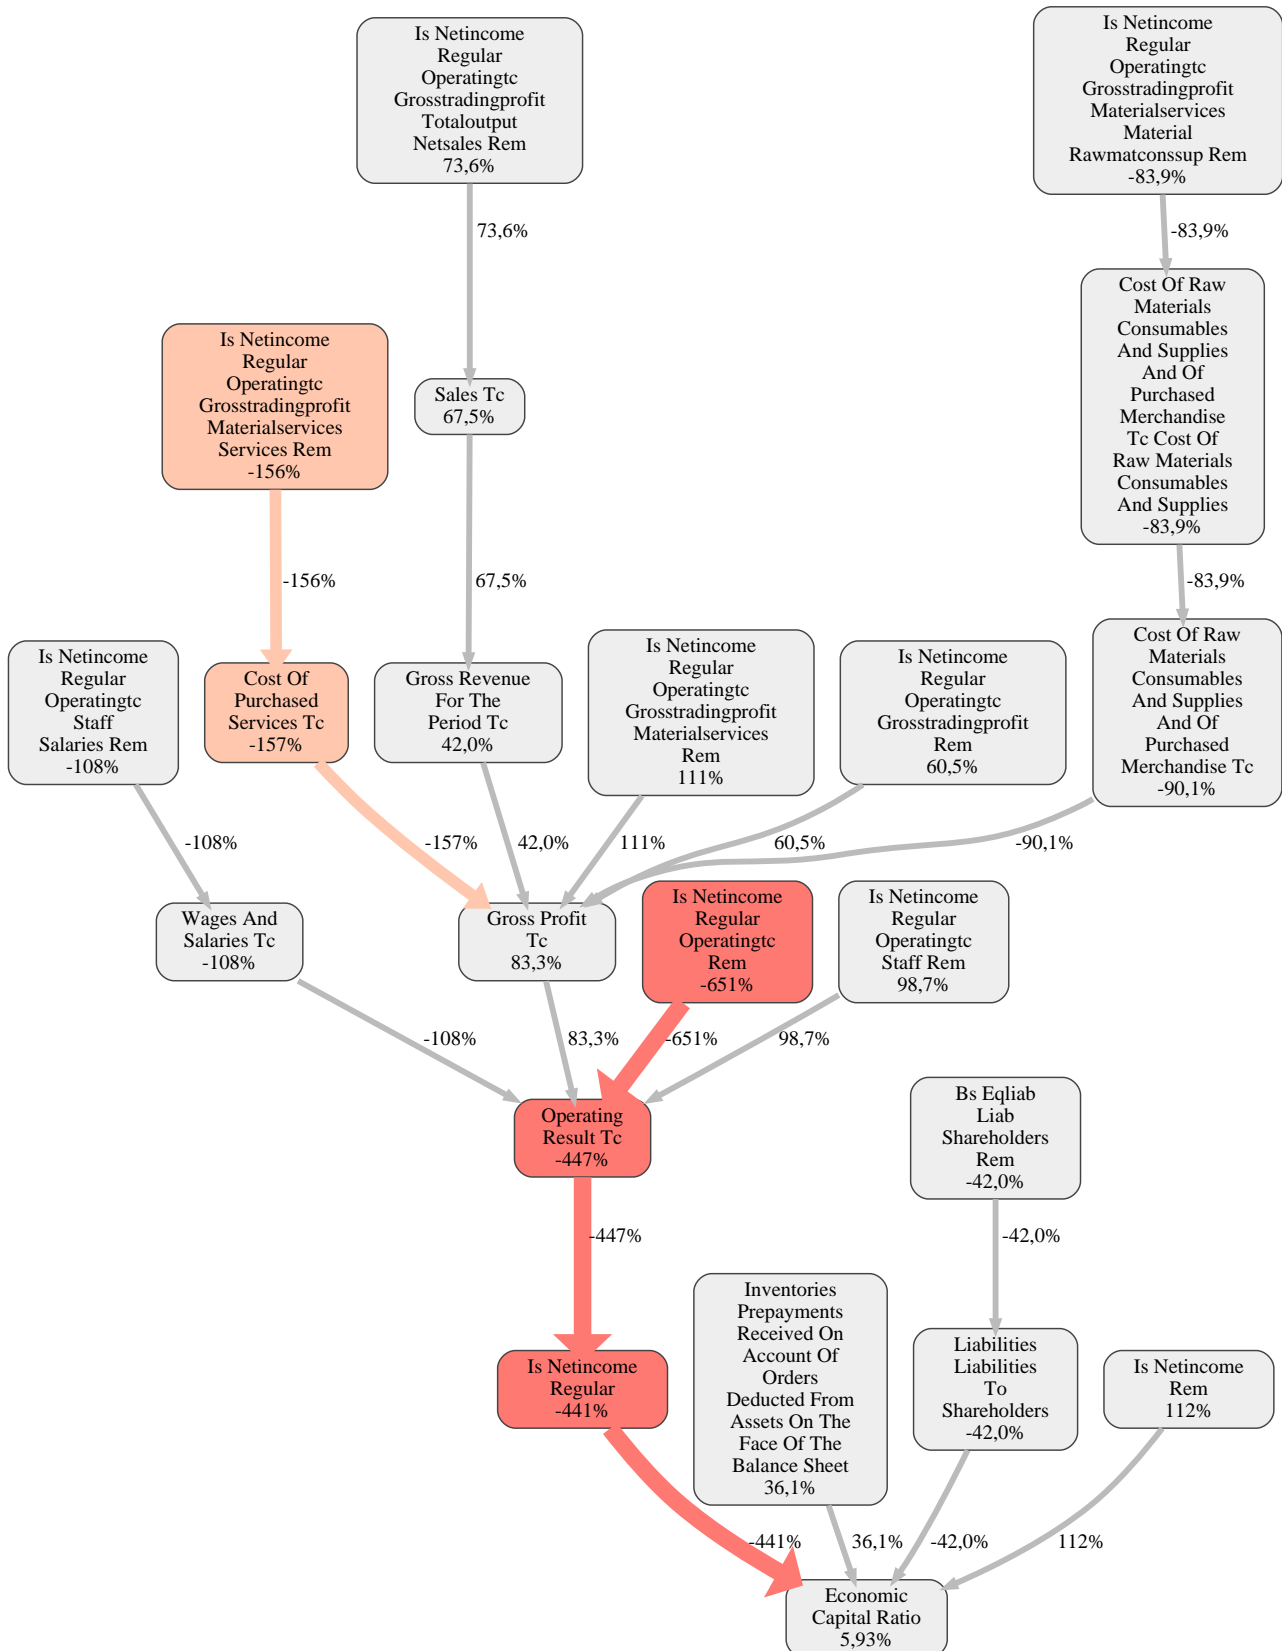 Is Netincome
Regular
Operatingtc
Grosstradingprofit
Totaloutput
Netsales Rem
73,6%
Is Netincome
Regular
Operatingtc
Grosstradingprofit
Materialservices
Material
Rawmatconssup Rem
-83,9%
73,6%
-83,9%
Cost Of Raw
Materials
Consumables
And Supplies
And Of
Purchased
Merchandise
Tc Cost Of
Raw Materials
Consumables
And Supplies
-83,9%
Is Netincome
Regular
Operatingtc
Grosstradingprofit
Materialservices
Services Rem
-156%
Sales Tc
67,5%
-156%
67,5%
-83,9%
Is Netincome
Regular
Operatingtc
Staff
Salaries Rem
-108%
Cost Of
Purchased
Services Tc
-157%
Gross Revenue
For The
Period Tc
42,0%
Is Netincome
Regular
Operatingtc
Grosstradingprofit
Materialservices
Rem
111%
Is Netincome
Regular
Operatingtc
Grosstradingprofit
Rem
60,5%
Cost Of Raw
Materials
Consumables
And Supplies
And Of
Purchased
Merchandise Tc
-90,1%
-108%
-157%
42,0%
111%
60,5%
-90,1%
Wages And
Salaries Tc
-108%
Gross Profit
Tc
83,3%
Is Netincome
Regular
Operatingtc
Rem
-651%
Is Netincome
Regular
Operatingtc
Staff Rem
98,7%
-108%
83,3%
-651%
98,7%
Operating
Result Tc
-447%
Bs Eqliab
Liab
Shareholders
Rem
-42,0%
-447%
-42,0%
Is Netincome
Regular
-441%
Inventories
Prepayments
Received On
Account Of
Orders
Deducted From
Assets On The
Face Of The
Balance Sheet
36,1%
Liabilities
Liabilities
To
Shareholders
-42,0%
Is Netincome
Rem
112%
-441%
36,1%
-42,0%
112%
Economic
Capital Ratio
5,93%